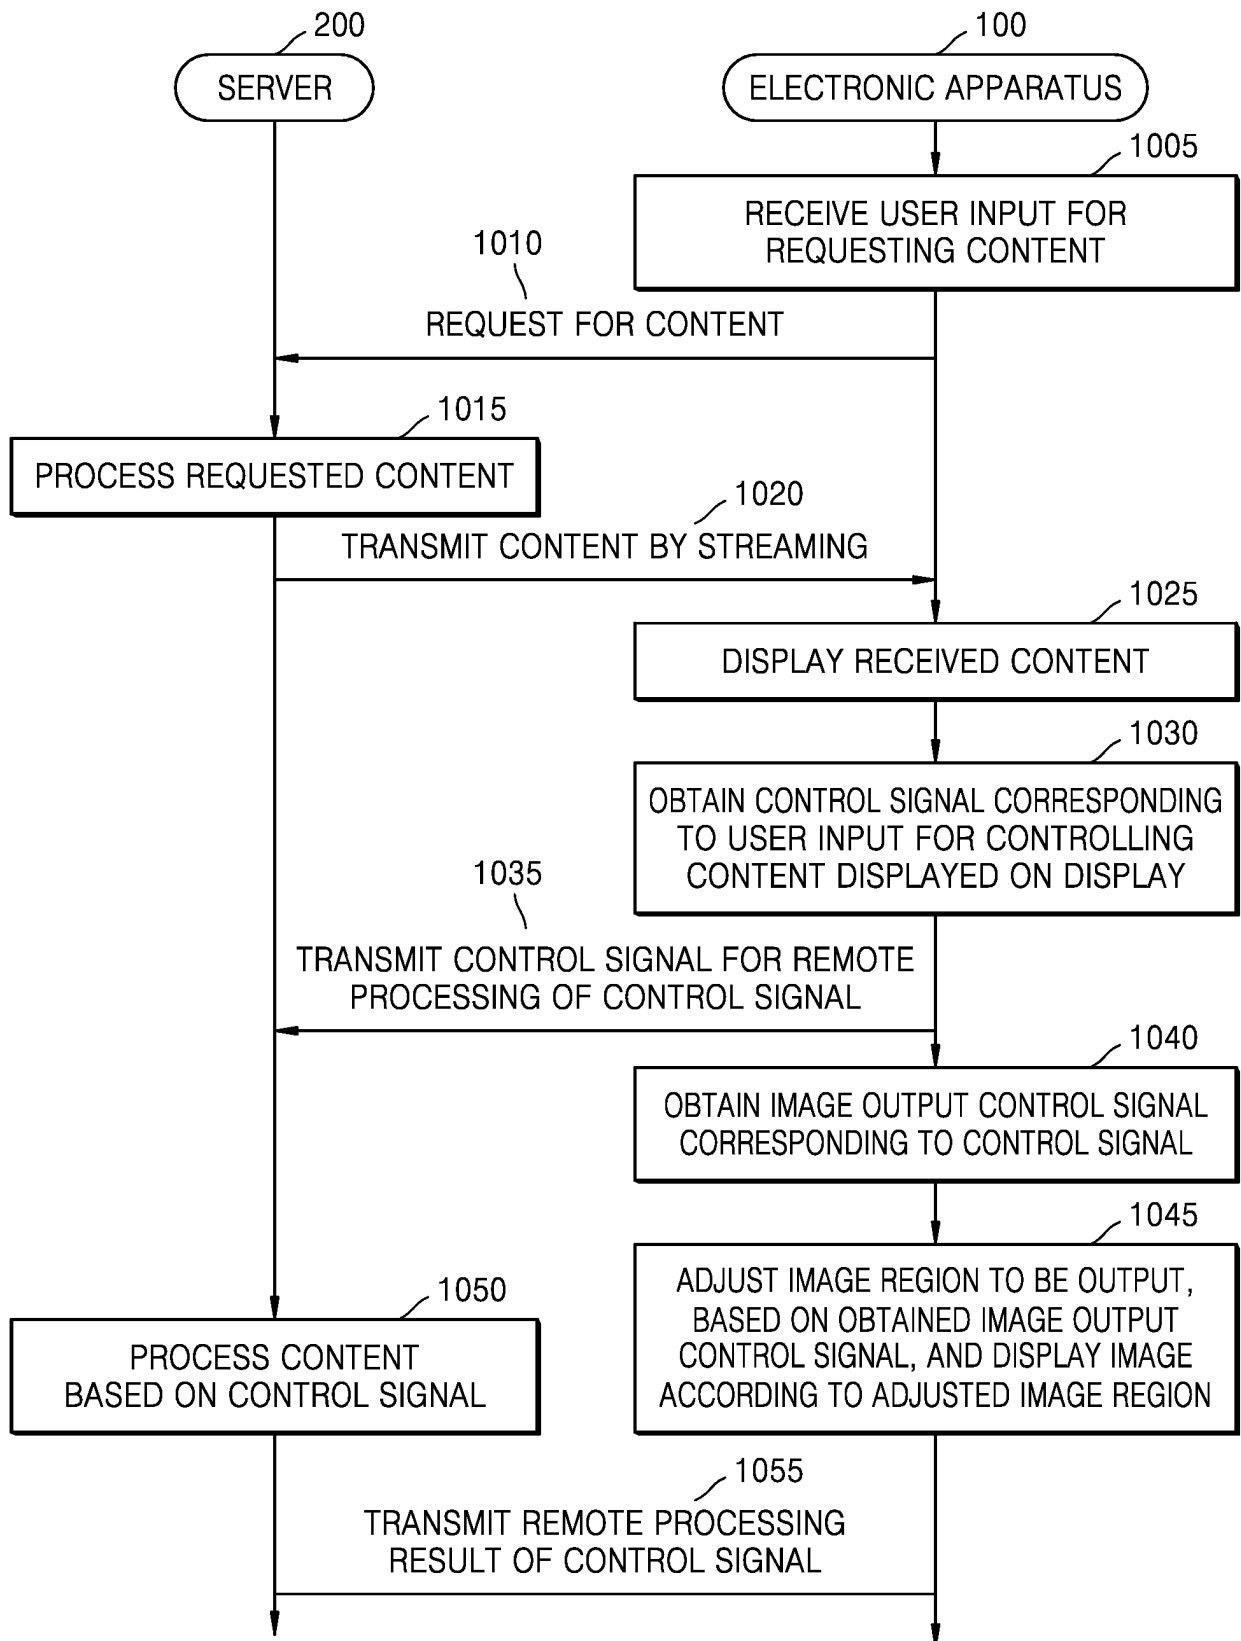 200
SERVER
100
ELECTRONIC APPARATUS
1005
RECEIVE USER INPUT FOR
REQUESTING CONTENT
1010
REQUEST FOR CONTENT
1015
PROCESS REQUESTED CONTENT
1020
TRANSMIT CONTENT BY STREAMING
1025
DISPLAY RECEIVED CONTENT
1030
OBTAIN CONTROL SIGNAL CORRESPONDING
TO USER INPUT FOR CONTROLLING
CONTENT DISPLAYED ON DISPLAY
1035
TRANSMIT CONTROL SIGNAL FOR REMOTE
PROCESSING OF CONTROL SIGNAL
1040
OBTAIN IMAGE OUTPUT CONTROL SIGNAL
CORRESPONDING TO CONTROL SIGNAL
1045
ADJUST IMAGE REGION TO BE OUTPUT,
BASED ON OBTAINED IMAGE OUTPUT
CONTROL SIGNAL, AND DISPLAY IMAGE
ACCORDING TO ADJUSTED IMAGE REGION
1050
PROCESS CONTENT
BASED ON CONTROL SIGNAL
1055
TRANSMIT REMOTE PROCESSING
RESULT OF CONTROL SIGNAL